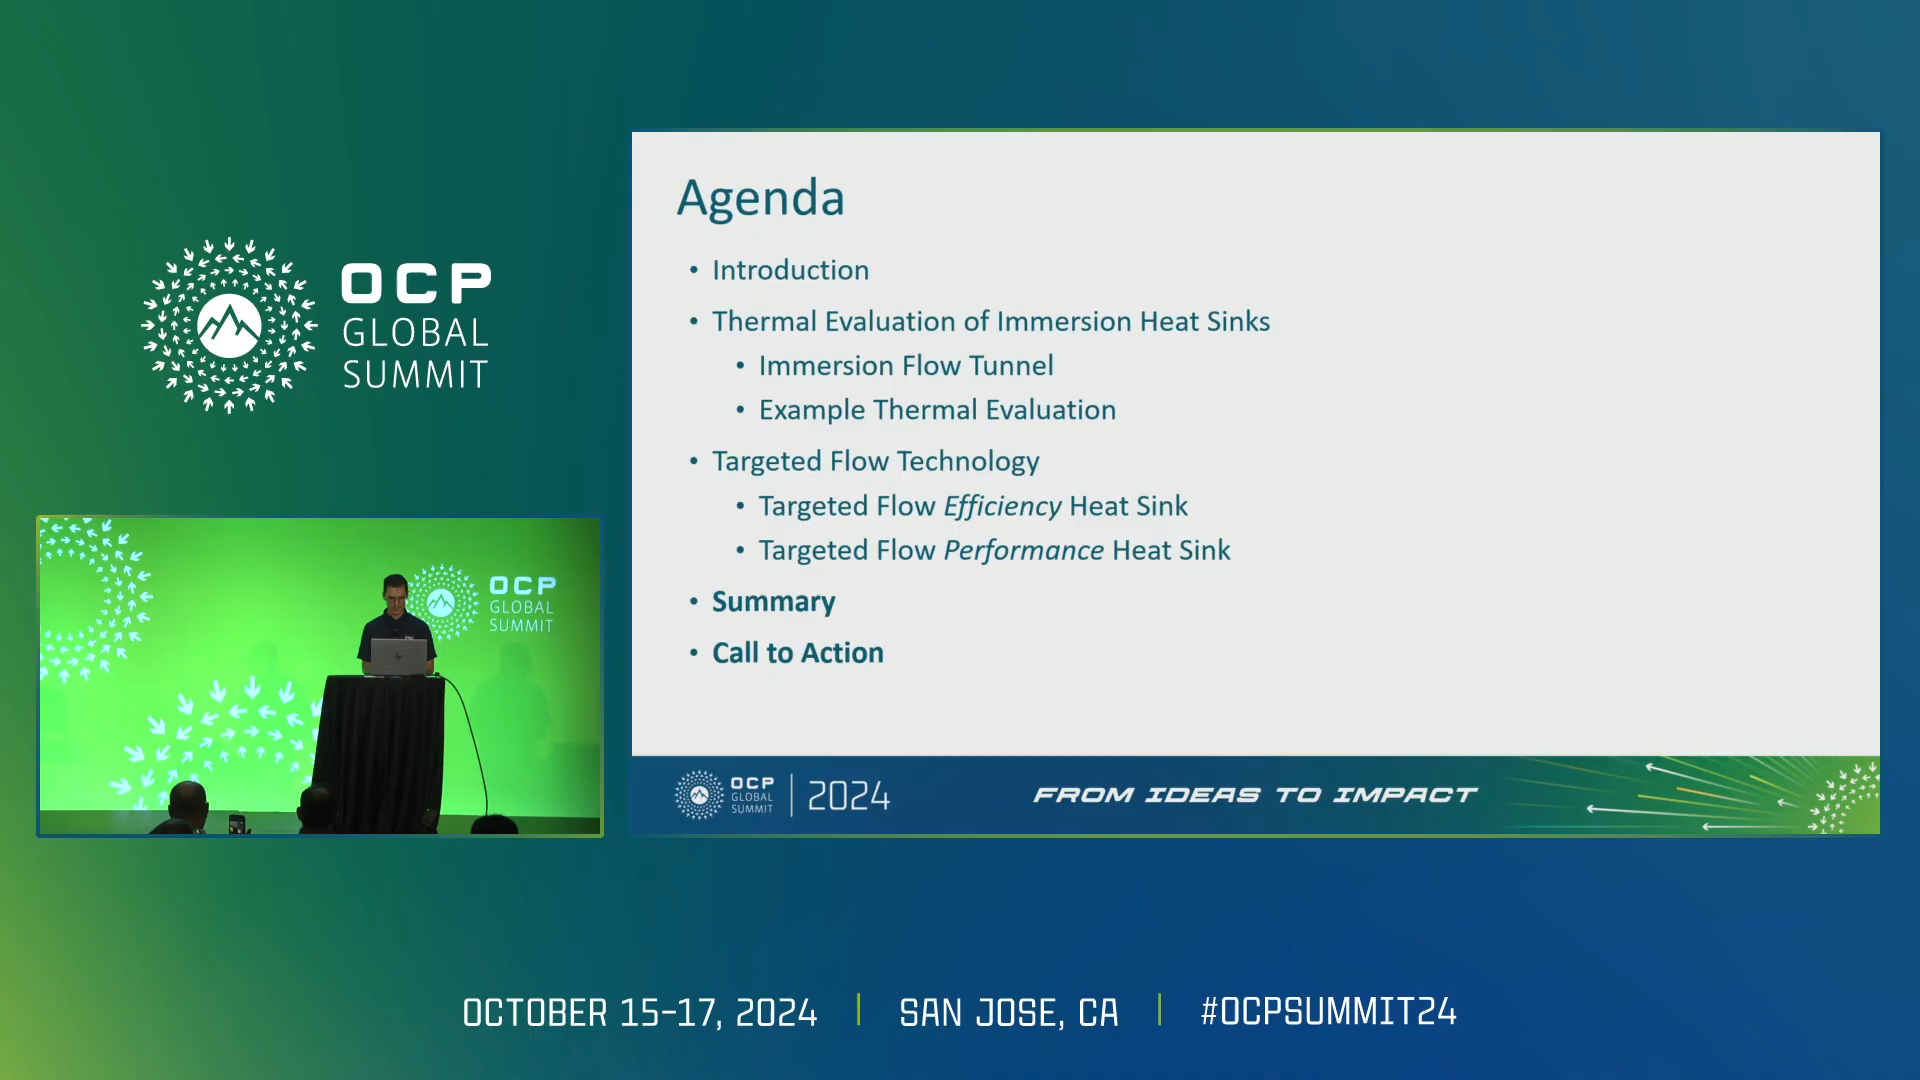 OCP
GLOBAL
SUMMIT
OCP
GLOBAL
SUMMIT
Agenda
• Introduction
• Thermal Evaluation of Immersion Heat Sinks
• Immersion Flow Tunnel
• Example Thermal Evaluation
• Targeted Flow Technology
• Targeted Flow Efficiency Heat Sink
• Targeted Flow Performance Heat Sink
• Summary
• Call to Action
OCP
GLOBAL
SUMMIT
2024
FROM IDEAS TO IMPACT
OCTOBER 15-17, 2024 | SAN JOSE, CA | #OCPSUMMIT24